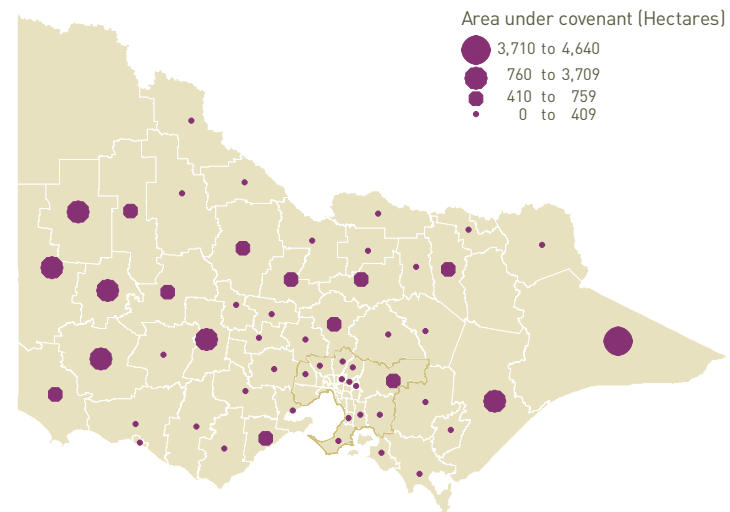 Area under covenant (Hectares)
3,710 to 4,640
760 to 3,709
410 to 759
0 to 409